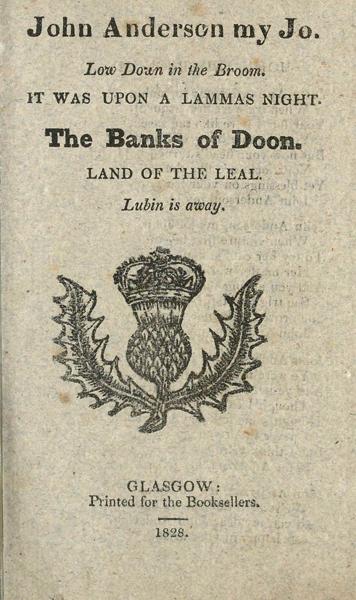 John Anderson my Jo.
Low Down in the Broom.
IT WAS UPON A LAMMAS NIGHT.
The Banks of Doon.
LAND OF THE LEAL.
Lubin is away.
GLASGOW:
Printed for the Booksellers.
1828.